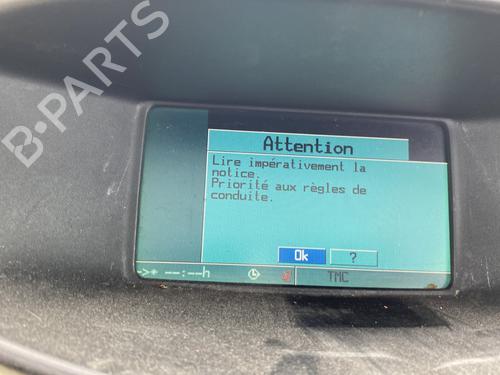 B-PARTS
Attention
Lire impérativement la
notice.
Priorité aux règles de
conduite.
Ok ?
->* --:--h TMC